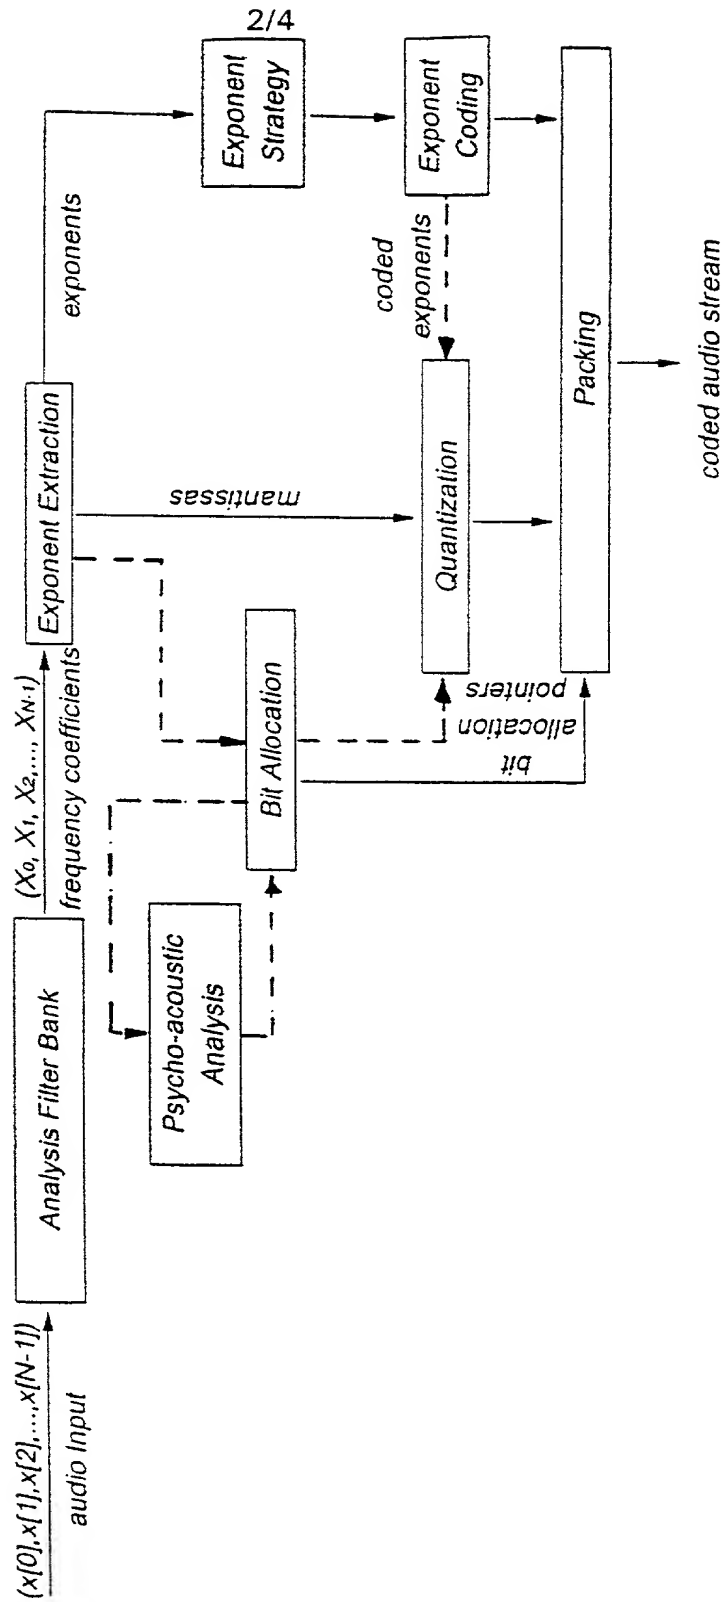 2/4
(x[0],x[1],x[2],...,x[N-1])
audio Input
Analysis Filter Bank
(X0, X1, X2,..., XN-1)
frequency coefficients
Exponent Extraction
exponents
Exponent
Strategy
Exponent
Coding
coded
exponents
mantissas
Psycho-acoustic
Analysis
Bit Allocation
bit
allocation
pointers
Quantization
Packing
coded audio stream